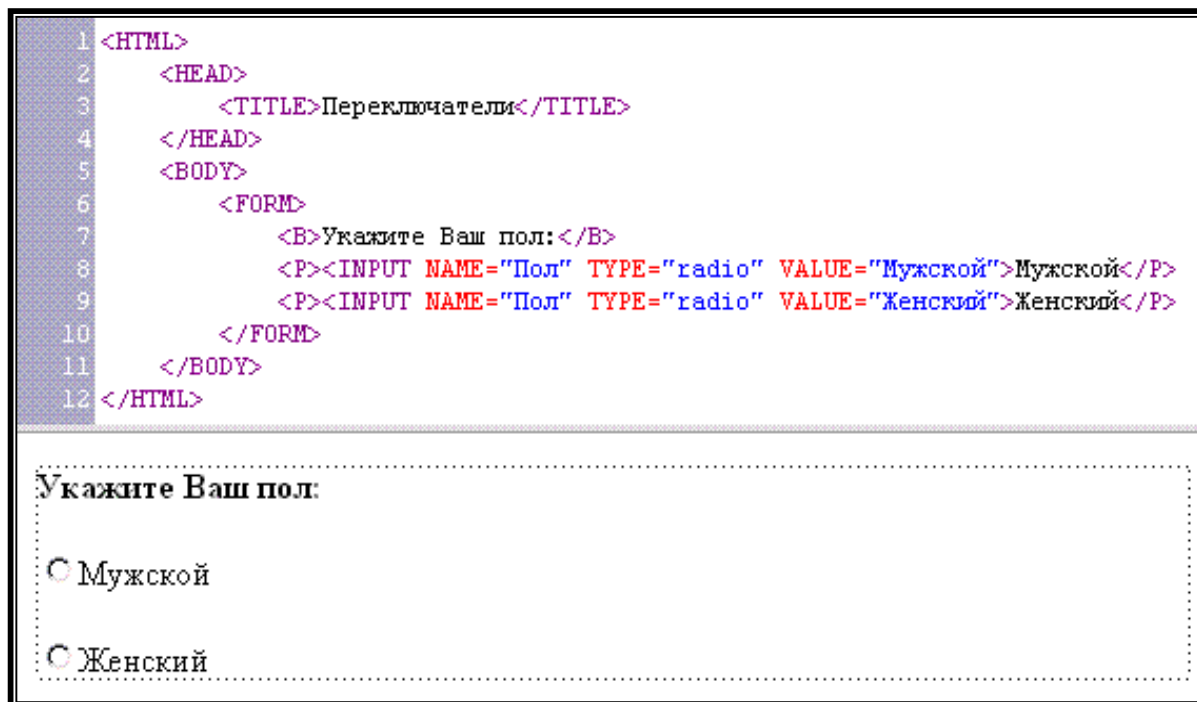 1 <HTML>
2 <HEAD>
3 <TITLE>Переключатели</TITLE>
4 </HEAD>
5 <BODY>
6 <FORM>
7 <B>Укажите Ваш пол:</B>
8 <P><INPUT NAME="Пол" TYPE="radio" VALUE="Мужской">Мужской</P>
9 <P><INPUT NAME="Пол" TYPE="radio" VALUE="Женский">Женский</P>
10 </FORM>
11 </BODY>
12 </HTML>
Укажите Ваш пол:
Мужской
Женский